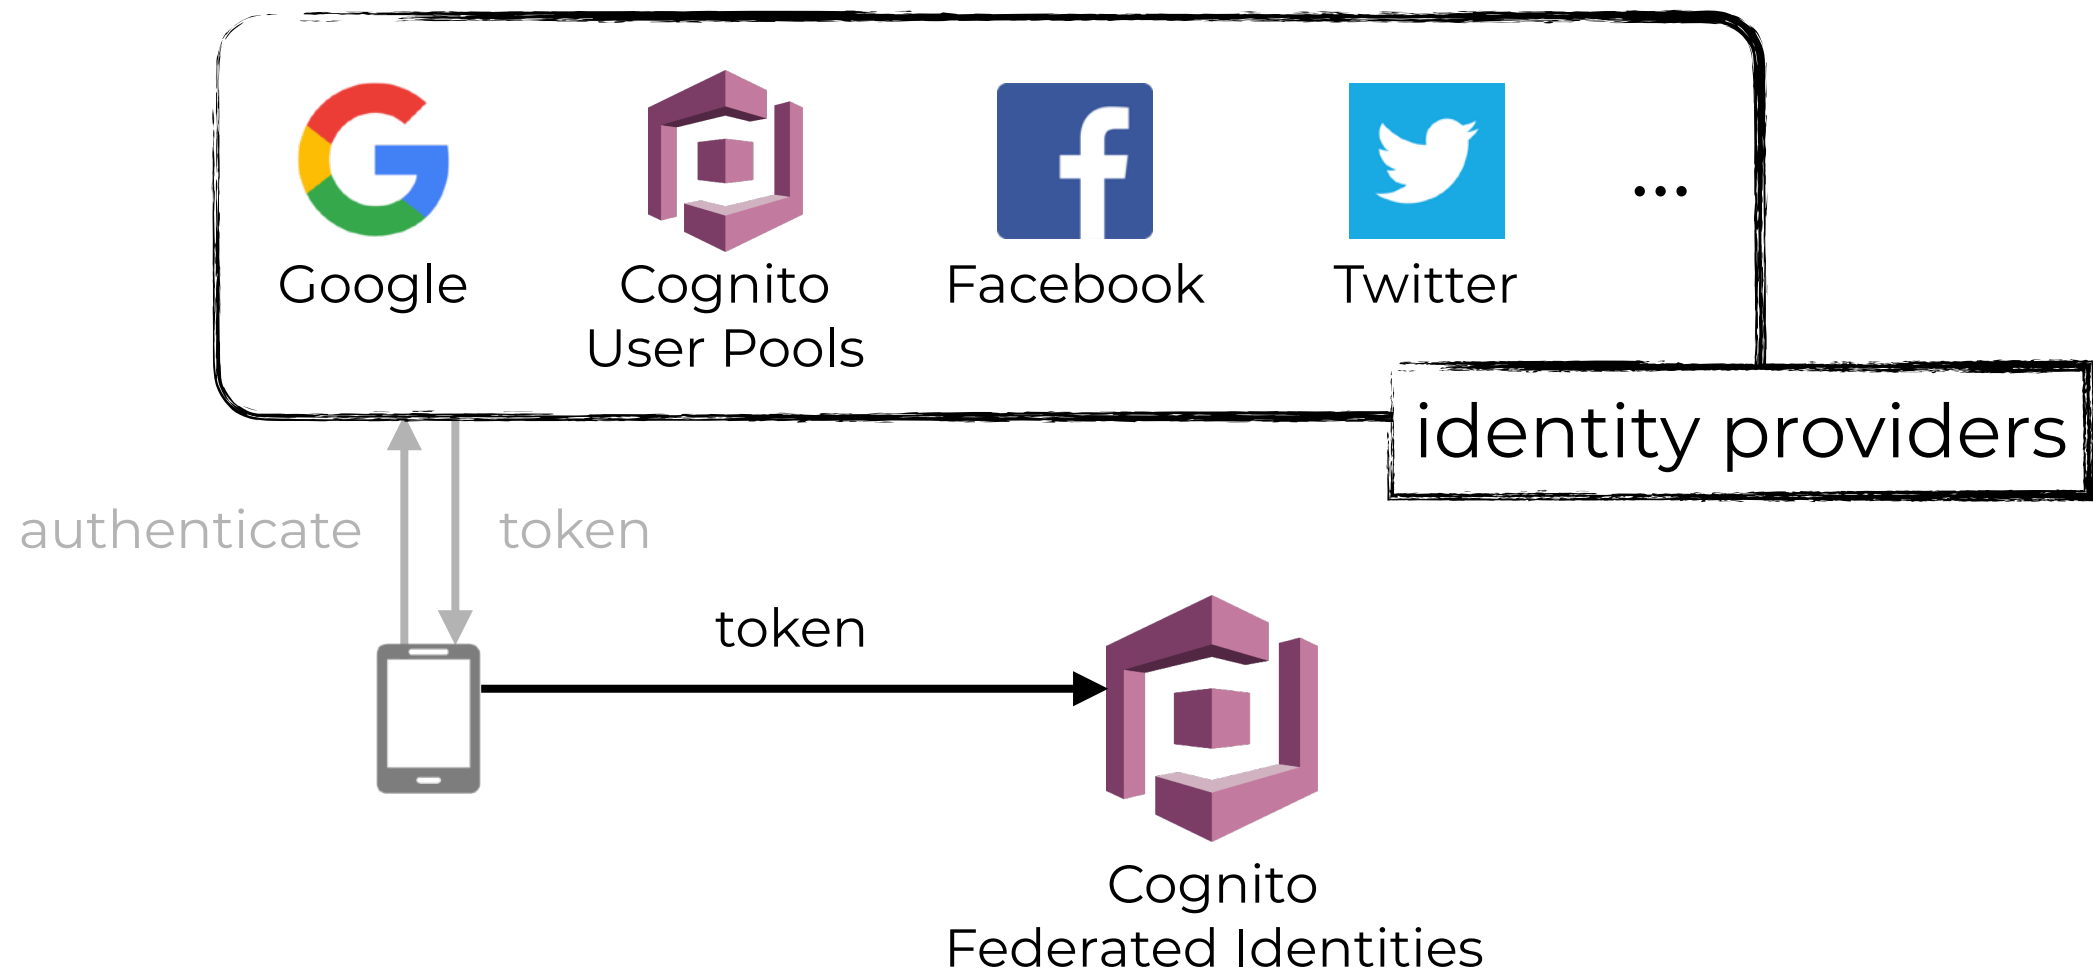 Google
Cognito
User Pools
Facebook
Twitter
...
identity providers
authenticate
token
token
Cognito
Federated Identities